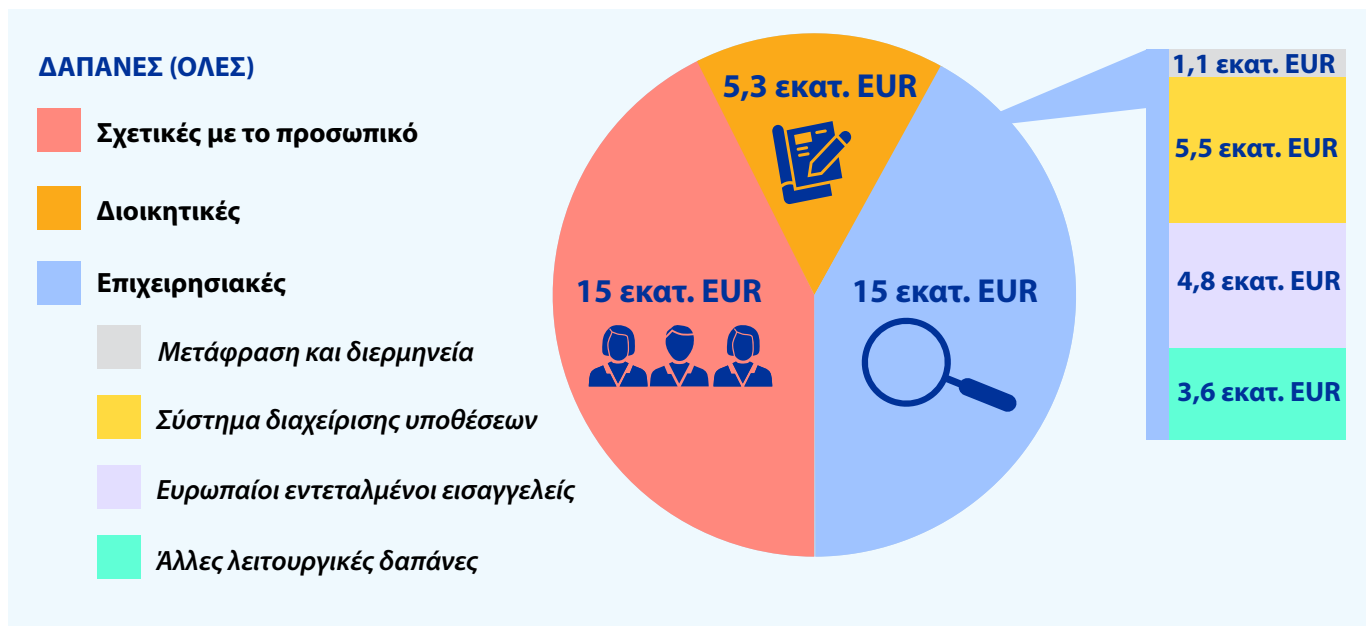 ΔΑΠΑΝΕΣ (ΟΛΕΣ)
Σχετικές με το προσωπικό
Διοικητικές
Επιχειρησιακές
Μετάφραση και διερμηνεία
Σύστημα διαχείρισης υποθέσεων
Ευρωπαίοι εντεταλμένοι εισαγγελείς
Άλλες λειτουργικές δαπάνες
5,3 εκατ. EUR
15 εκατ. EUR
15 εκατ. EUR
1,1 εκατ. EUR
5,5 εκατ. EUR
4,8 εκατ. EUR
3,6 εκατ. EUR